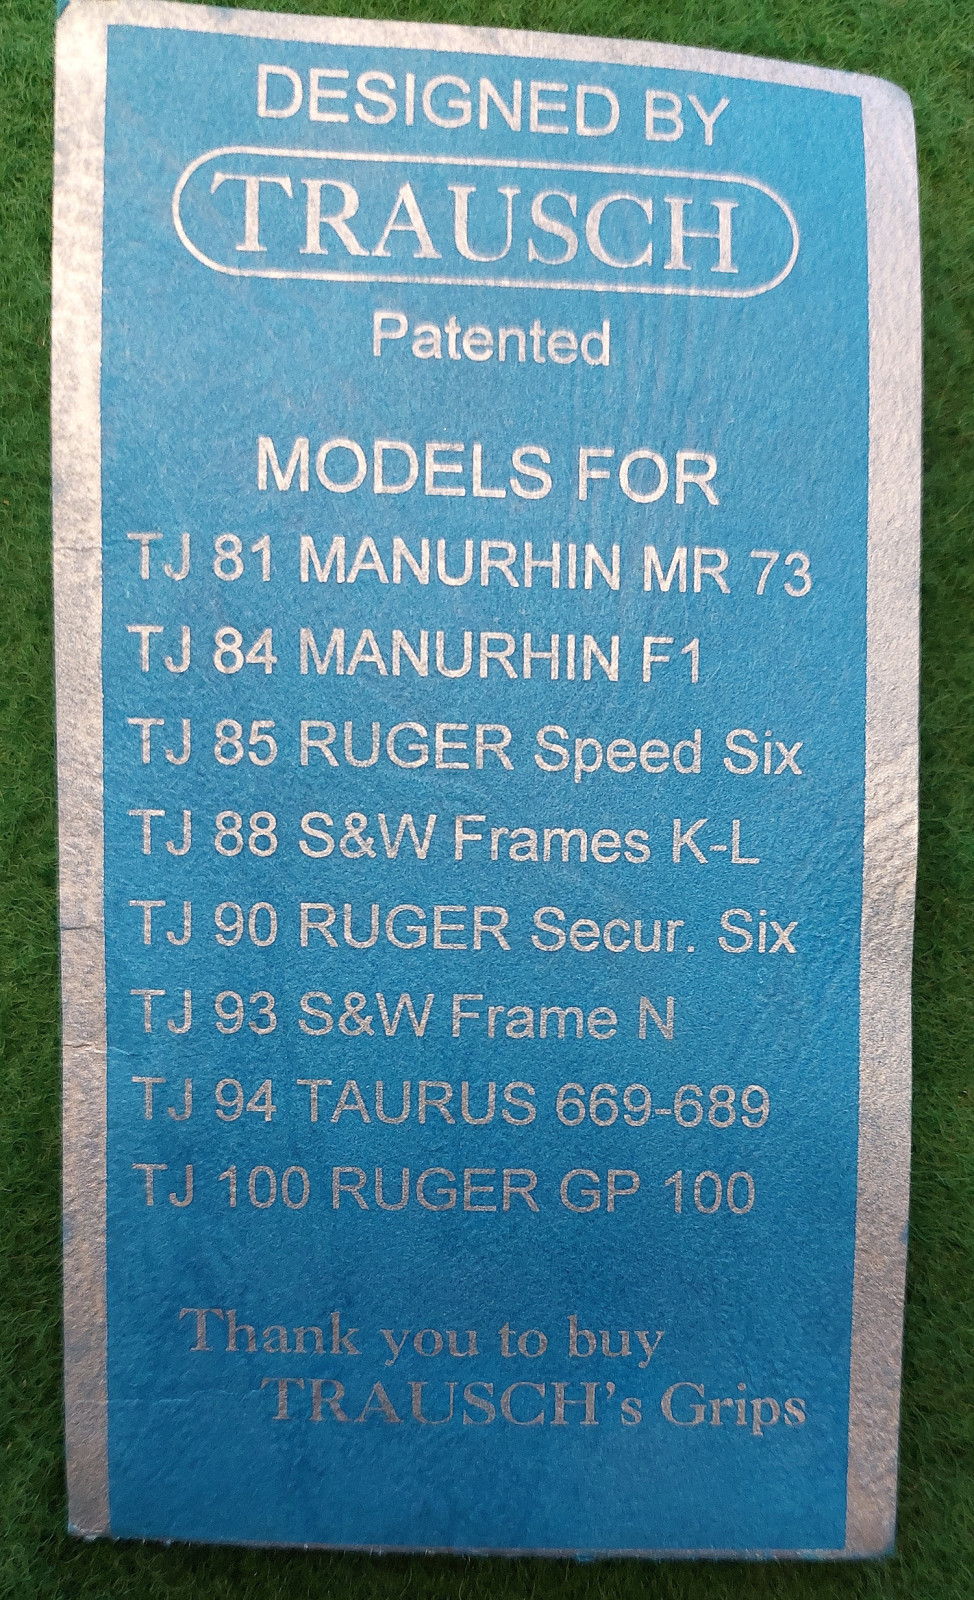 DESIGNED BY
TRAUSCH
Patented
MODELS FOR
TJ 81 MANURHIN MR 73
TJ 84 MANURHIN F1
TJ 85 RUGER Speed Six
TJ 88 S&W Frames K-L
TJ 90 RUGER Secur. Six
TJ 93 S&W Frame N
TJ 94 TAURUS 669-689
TJ 100 RUGER GP 100
Thank you to buy
TRAUSCH's Grips